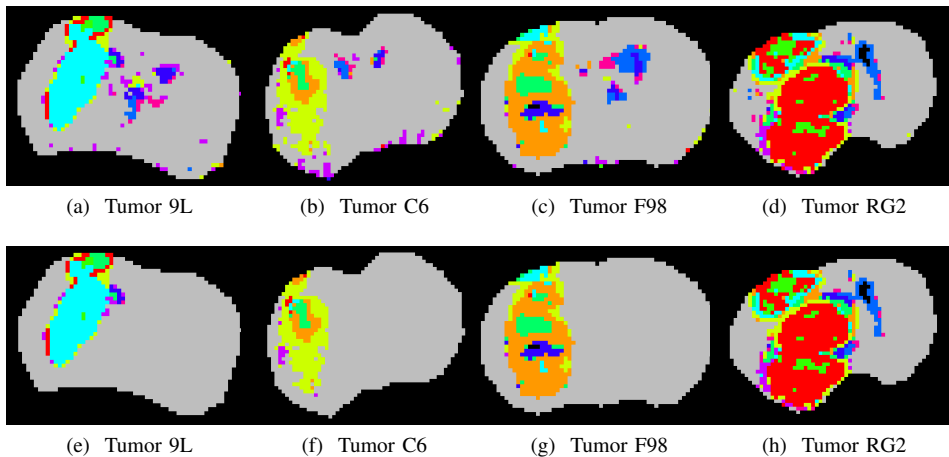 (a) Tumor 9L (b) Tumor C6 (c) Tumor F98 (d) Tumor RG2
(e) Tumor 9L (f) Tumor C6 (g) Tumor F98 (h) Tumor RG2